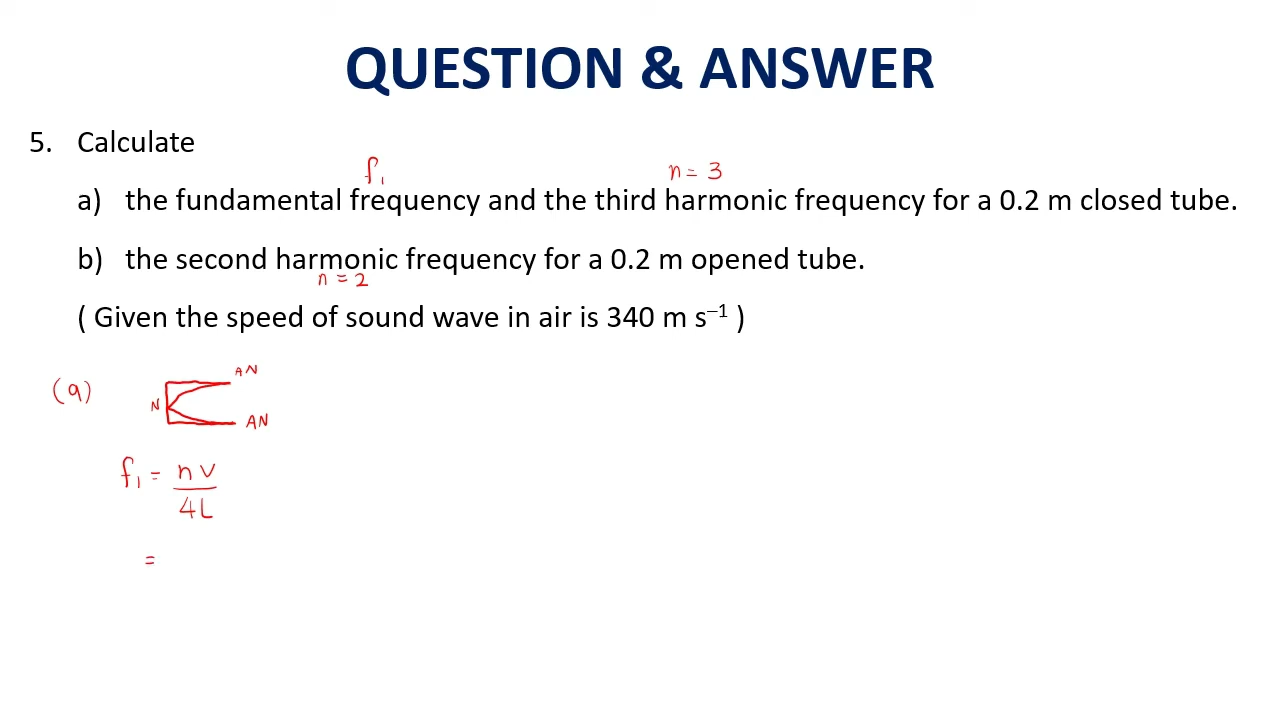 QUESTION & ANSWER
5. Calculate
f₁ n = 3
a) the fundamental frequency and the third harmonic frequency for a 0.2 m closed tube.
b) the second harmonic frequency for a 0.2 m opened tube.
n = 2
( Given the speed of sound wave in air is 340 m s⁻¹ )
AN
(a) N
AN
f₁ = nv
4L
=